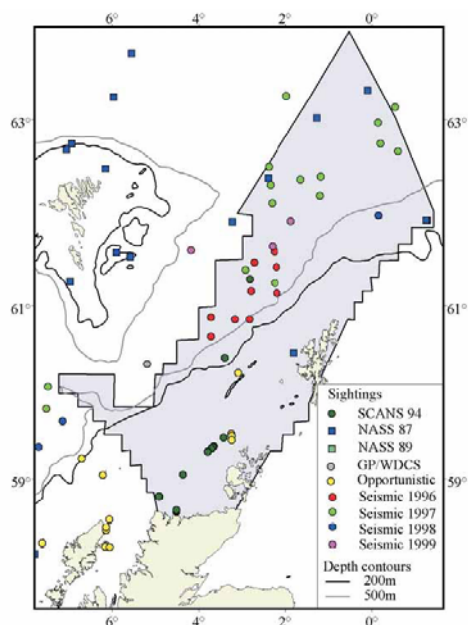 6° 4° 2° 0°
63° 63°
61° 61°
59° 59°
Sightings
SCANS 94
NASS 87
NASS 89
GP/WDCS
Opportunistic
Seismic 1996
Seismic 1997
Seismic 1998
Seismic 1999
Depth contours
200m
500m
6° 4° 2° 0°